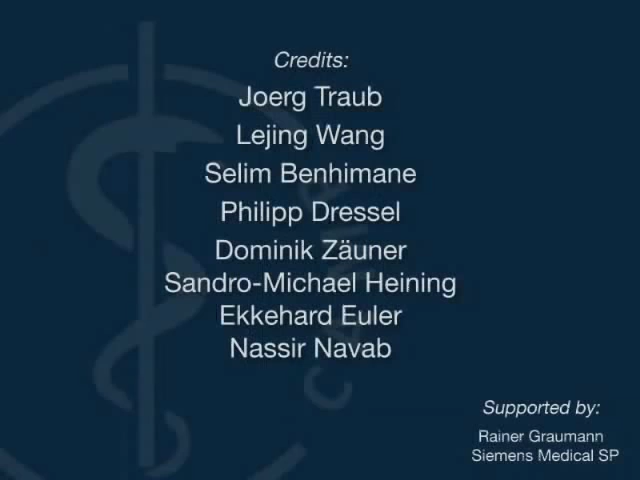 Credits:
Joerg Traub
Lejing Wang
Selim Benhimane
Philipp Dressel
Dominik Zäuner
Sandro-Michael Heining
Ekkehard Euler
Nassir Navab
Supported by:
Rainer Graumann
Siemens Medical SP